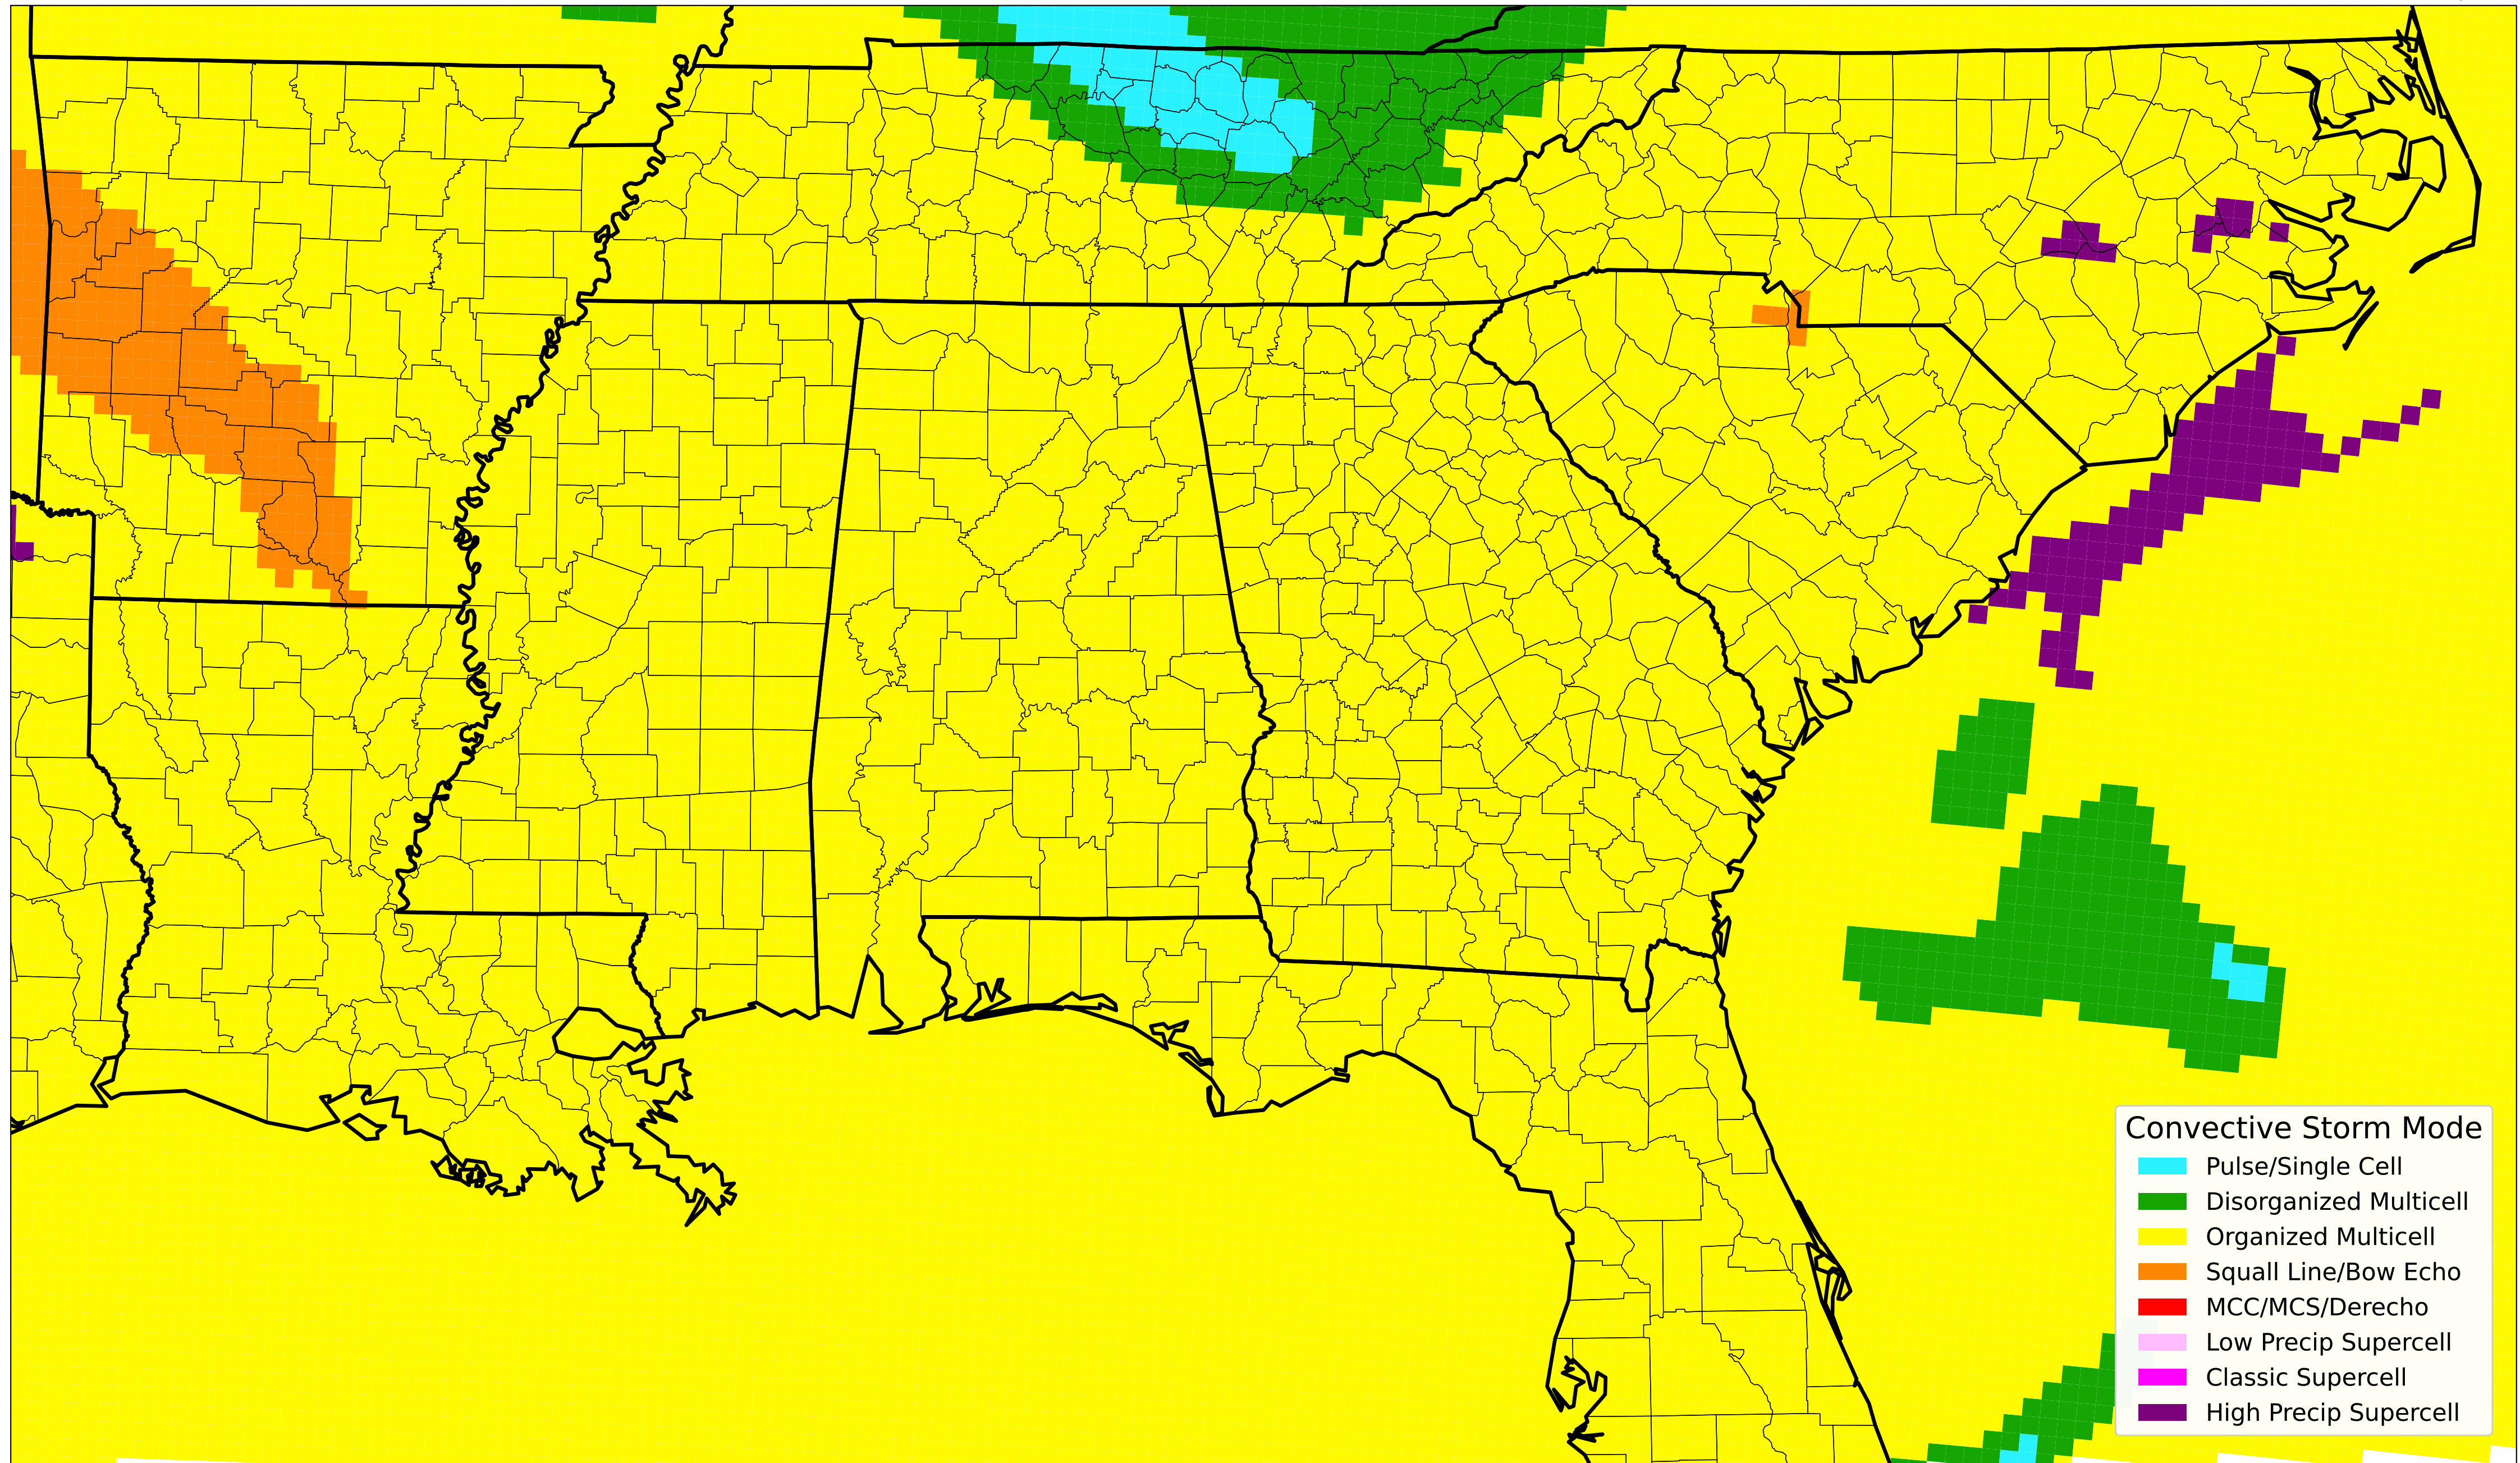 Convective Storm Mode
Pulse/Single Cell
Disorganized Multicell
Organized Multicell
Squall Line/Bow Echo
MCC/MCS/Derecho
Low Precip Supercell
Classic Supercell
High Precip Supercell